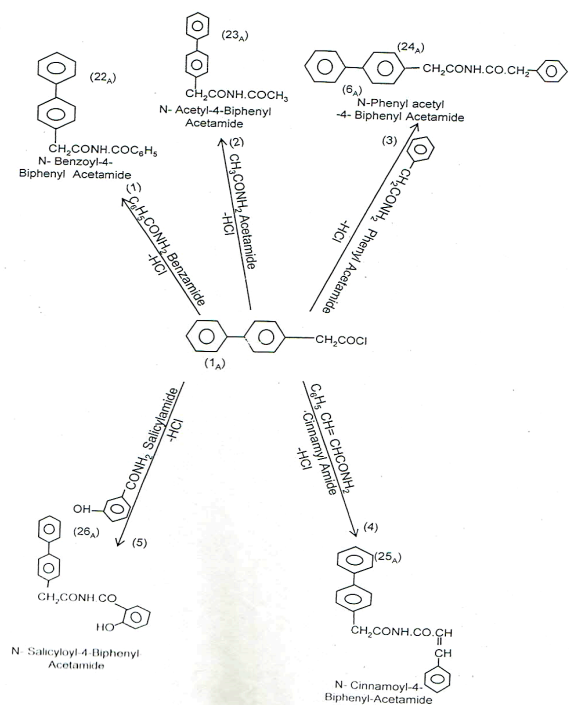 (22A)
CH2CONH.COC6H5
N- Benzoyl-4-
Biphenyl Acetamide
(1)
C6H5CONH2 Benzamide
-HCl
(23A)
CH2CONH.COCH3
N- Acetyl-4-Biphenyl
Acetamide
(2)
CH3CONH2 Acetamide
-HCl
(24A)
CH2CONH.CO.CH2
(6A)
N-Phenyl acetyl
-4- Biphenyl Acetamide
(3)
CH2CONH2 Phenyl Acetamide
-HCl
CH2COCl
(1A)
CONH2 Salicylamide
-HCl
OH
(26A)
(5)
CH2CONH.CO
HO
N- Salicyloyl-4-Biphenyl-
Acetamide
C6H5 CH= CHCONH2
.Cinnamyl Amide
-HCl
(4)
(25A)
CH2CONH.CO.CH
CH
N- Cinnamoyl-4-
Biphenyl-Acetamide